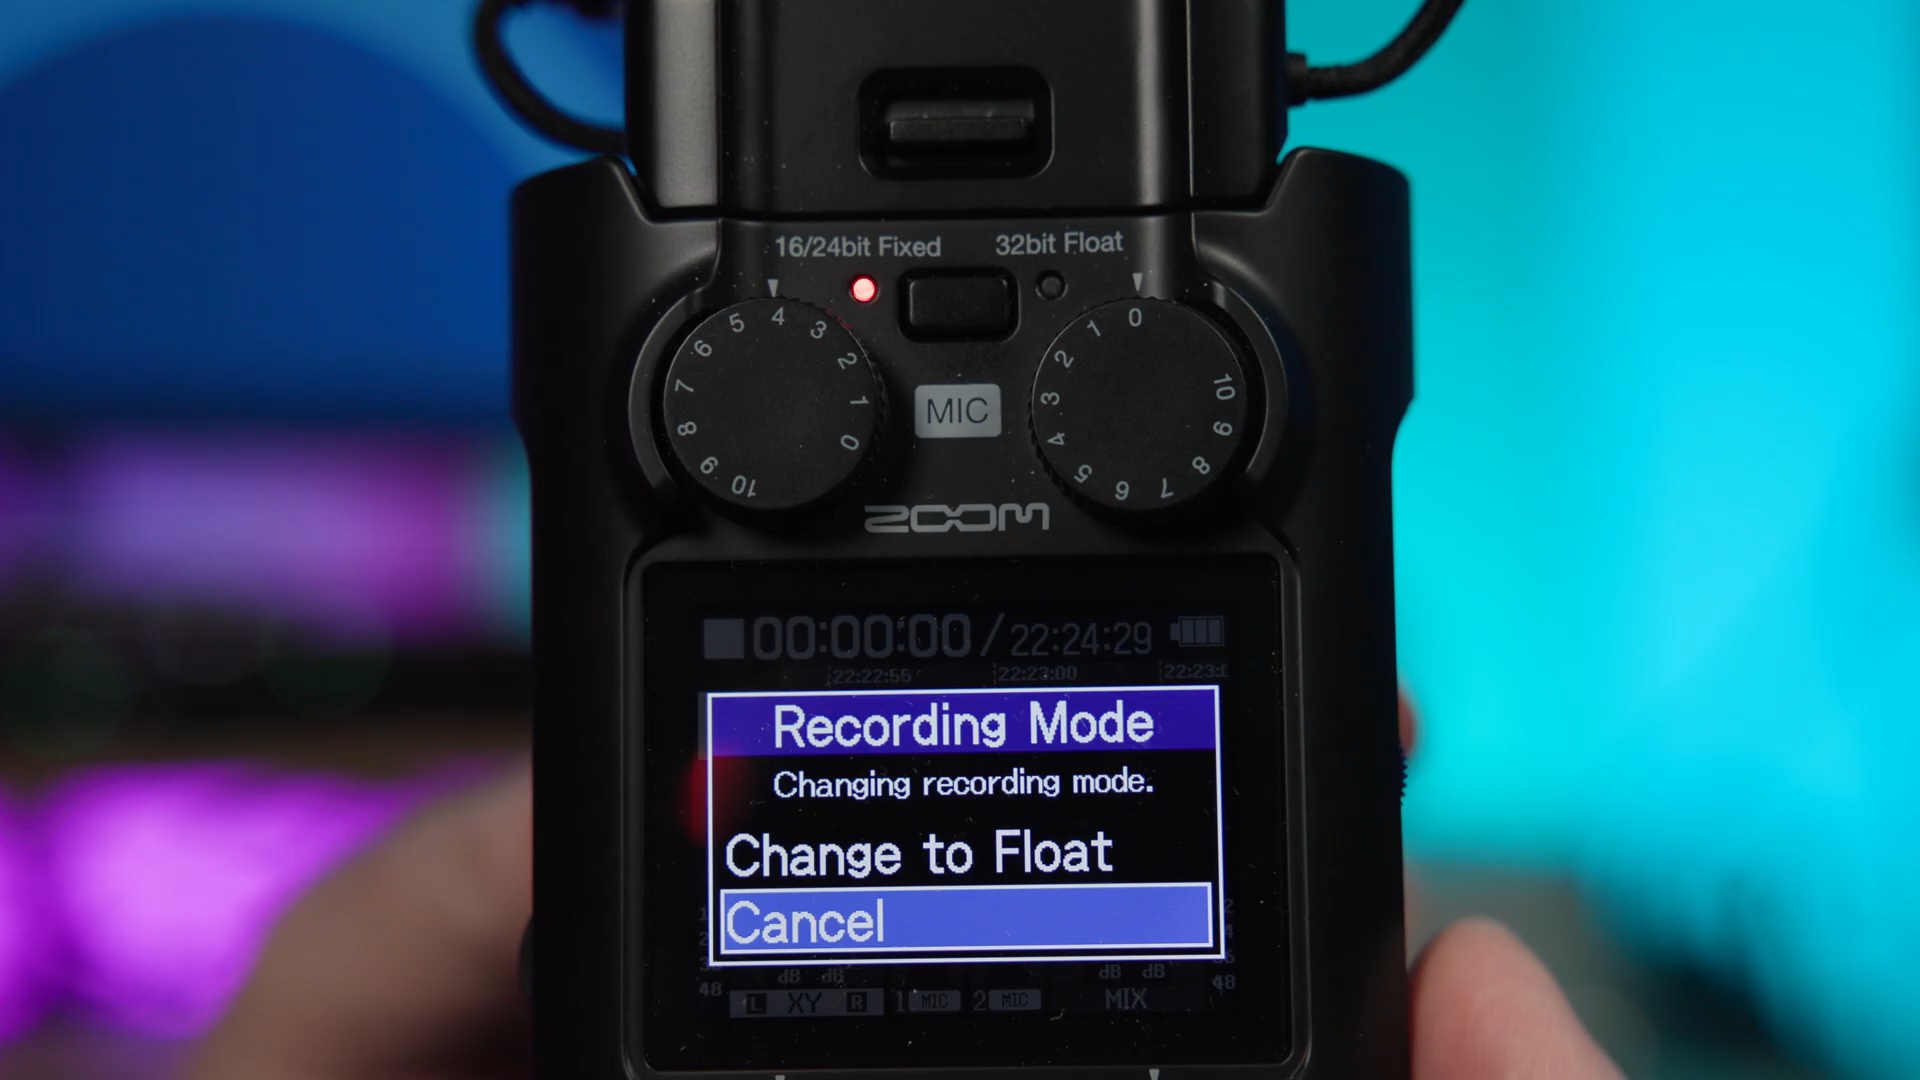 16/24bit Fixed 32bit Float
5 4 3 1 0
6 2 2 10
7 1 3 9
8 0 4 8
9 10 5 6 7
MIC
ZOOM
00:00:00/22:24:29
22:22:55 22:23:00 22:23:
Recording Mode
Changing recording mode.
Change to Float
Cancel
dB dB dB dB
48 48
L XY R 1 MIC 2 MIC MIX